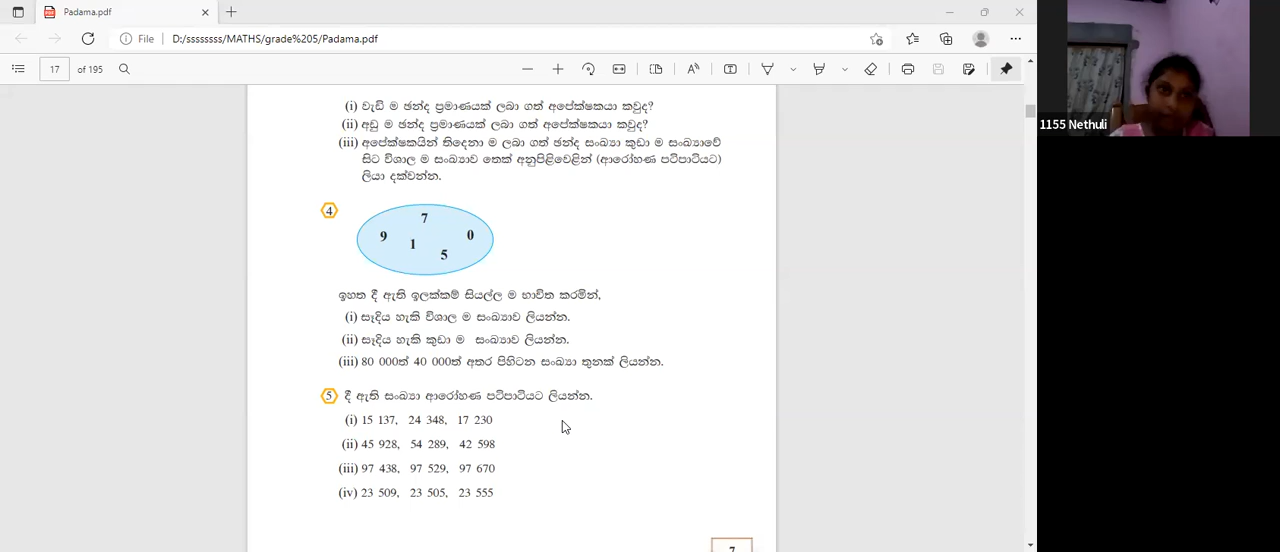 Padama.pdf
File D:/ssssssss/MATHS/grade%205/Padama.pdf
17 of 195
(i) වැඩි ම ඡන්ද ප්‍රමාණයක් ලබා ගත් අපේක්ෂකයා කවුද?
(ii) අඩු ම ඡන්ද ප්‍රමාණයක් ලබා ගත් අපේක්ෂකයා කවුද?
(iii) අපේක්ෂකයින් තිදෙනා ම ලබා ගත් ඡන්ද සංඛ්‍යා කුඩා ම සංඛ්‍යාවේ
සිට විශාල ම සංඛ්‍යාව තෙක් අනුපිළිවෙළින් (ආරෝහණ පටිපාටියට)
ලියා දක්වන්න.
4
7
9 0
1
5
ඉහත දී ඇති ඉලක්කම් සියල්ල ම භාවිත කරමින්,
(i) සෑදිය හැකි විශාල ම සංඛ්‍යාව ලියන්න.
(ii) සෑදිය හැකි කුඩා ම සංඛ්‍යාව ලියන්න.
(iii) 80 000ත් 40 000ත් අතර පිහිටන සංඛ්‍යා තුනක් ලියන්න.
5 දී ඇති සංඛ්‍යා ආරෝහණ පටිපාටියට ලියන්න.
(i) 15 137, 24 348, 17 230
(ii) 45 928, 54 289, 42 598
(iii) 97 438, 97 529, 97 670
(iv) 23 509, 23 505, 23 555
7
1155 Nethuli